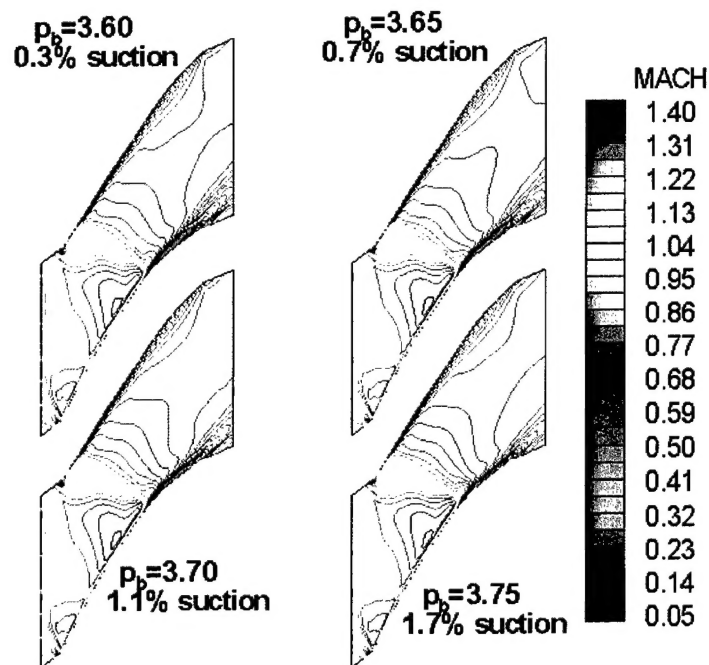 p_b=3.60
0.3% suction
p_b=3.65
0.7% suction
MACH
1.40
1.31
1.22
1.13
1.04
0.95
0.86
0.77
0.68
0.59
0.50
0.41
0.32
0.23
0.14
0.05
p_b=3.70
1.1% suction
p_b=3.75
1.7% suction